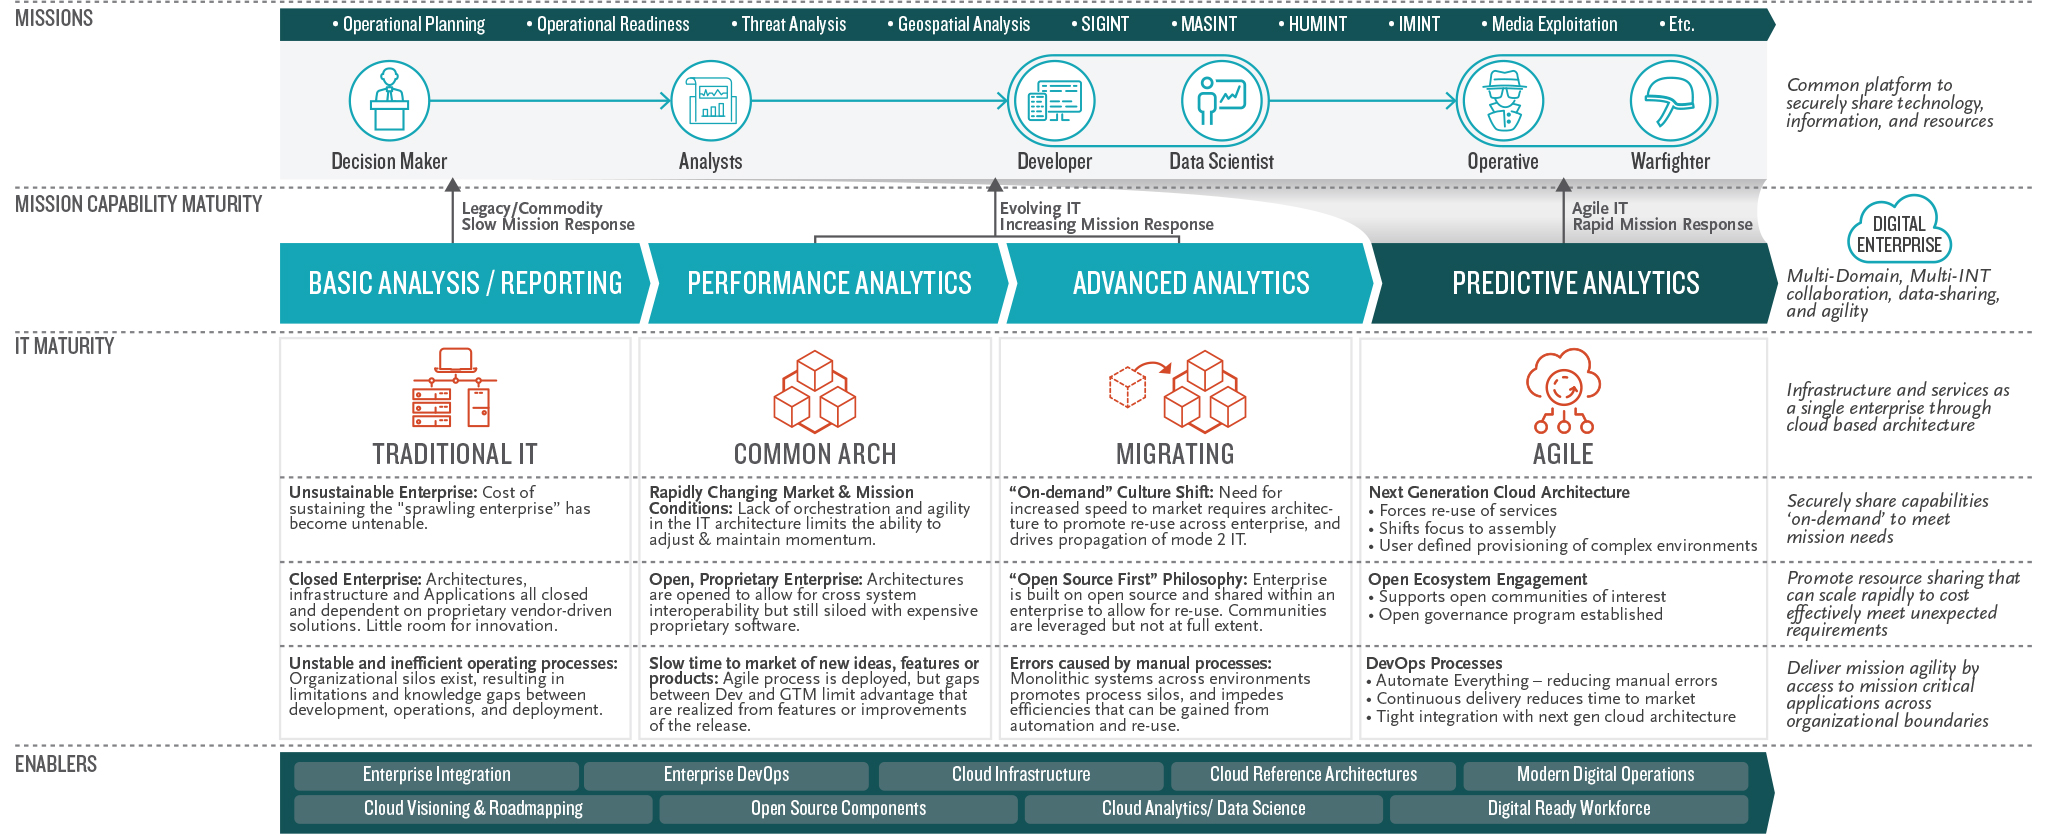 MISSIONS
• Operational Planning • Operational Readiness • Threat Analysis • Geospatial Analysis • SIGINT • MASINT • HUMINT • IMINT • Media Exploitation • Etc.
Decision Maker
Analysts
Developer
Data Scientist
Operative
Warfighter
Common platform to
securely share technology,
information, and resources
MISSION CAPABILITY MATURITY
Legacy/Commodity
Slow Mission Response
Evolving IT
Increasing Mission Response
Agile IT
Rapid Mission Response
DIGITAL
ENTERPRISE
BASIC ANALYSIS / REPORTING
PERFORMANCE ANALYTICS
ADVANCED ANALYTICS
PREDICTIVE ANALYTICS
Multi-Domain, Multi-INT
collaboration, data-sharing,
and agility
IT MATURITY
TRADITIONAL IT
COMMON ARCH
MIGRATING
AGILE
Infrastructure and services as
a single enterprise through
cloud based architecture
Unsustainable Enterprise: Cost of
sustaining the "sprawling enterprise” has
become untenable.
Rapidly Changing Market & Mission
Conditions: Lack of orchestration and agility
in the IT architecture limits the ability to
adjust & maintain momentum.
“On-demand” Culture Shift: Need for
increased speed to market requires architec-
ture to promote re-use across enterprise, and
drives propagation of mode 2 IT.
Next Generation Cloud Architecture
• Forces re-use of services
• Shifts focus to assembly
• User defined provisioning of complex environments
Securely share capabilities
‘on-demand’ to meet
mission needs
Closed Enterprise: Architectures,
infrastructure and Applications all closed
and dependent on proprietary vendor-driven
solutions. Little room for innovation.
Open, Proprietary Enterprise: Architectures
are opened to allow for cross system
interoperability but still siloed with expensive
proprietary software.
“Open Source First” Philosophy: Enterprise
is built on open source and shared within an
enterprise to allow for re-use. Communities
are leveraged but not at full extent.
Open Ecosystem Engagement
• Supports open communities of interest
• Open governance program established
Promote resource sharing that
can scale rapidly to cost
effectively meet unexpected
requirements
Unstable and inefficient operating processes:
Organizational silos exist, resulting in
limitations and knowledge gaps between
development, operations, and deployment.
Slow time to market of new ideas, features or
products: Agile process is deployed, but gaps
between Dev and GTM limit advantage that
are realized from features or improvements
of the release.
Errors caused by manual processes:
Monolithic systems across environments
promotes process silos, and impedes
efficiencies that can be gained from
automation and re-use.
DevOps Processes
• Automate Everything – reducing manual errors
• Continuous delivery reduces time to market
• Tight integration with next gen cloud architecture
Deliver mission agility by
access to mission critical
applications across
organizational boundaries
ENABLERS
Enterprise Integration
Enterprise DevOps
Cloud Infrastructure
Cloud Reference Architectures
Modern Digital Operations
Cloud Visioning & Roadmapping
Open Source Components
Cloud Analytics/ Data Science
Digital Ready Workforce